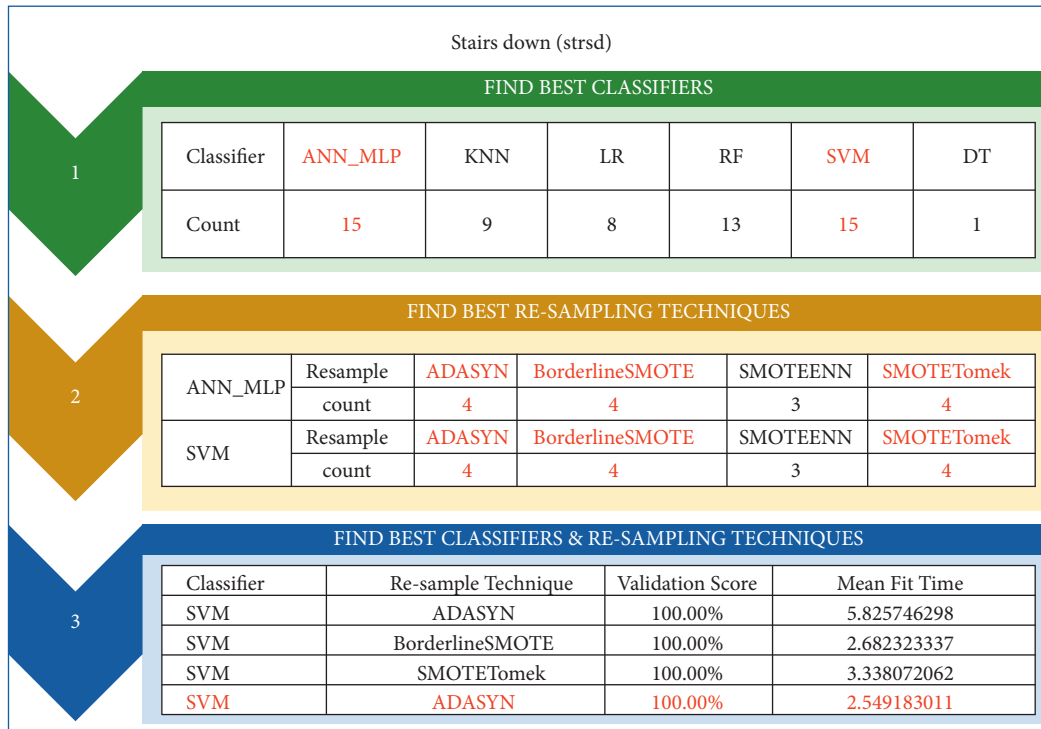 Stairs down (strsd)
1
FIND BEST CLASSIFIERS
Classifier ANN_MLP KNN LR RF SVM DT
Count 15 9 8 13 15 1
2
FIND BEST RE-SAMPLING TECHNIQUES
ANN_MLP Resample ADASYN BorderlineSMOTE SMOTEENN SMOTETomek
count 4 4 3 4
SVM Resample ADASYN BorderlineSMOTE SMOTEENN SMOTETomek
count 4 4 3 4
3
FIND BEST CLASSIFIERS & RE-SAMPLING TECHNIQUES
Classifier Re-sample Technique Validation Score Mean Fit Time
SVM ADASYN 100.00% 5.825746298
SVM BorderlineSMOTE 100.00% 2.682323337
SVM SMOTETomek 100.00% 3.338072062
SVM ADASYN 100.00% 2.549183011